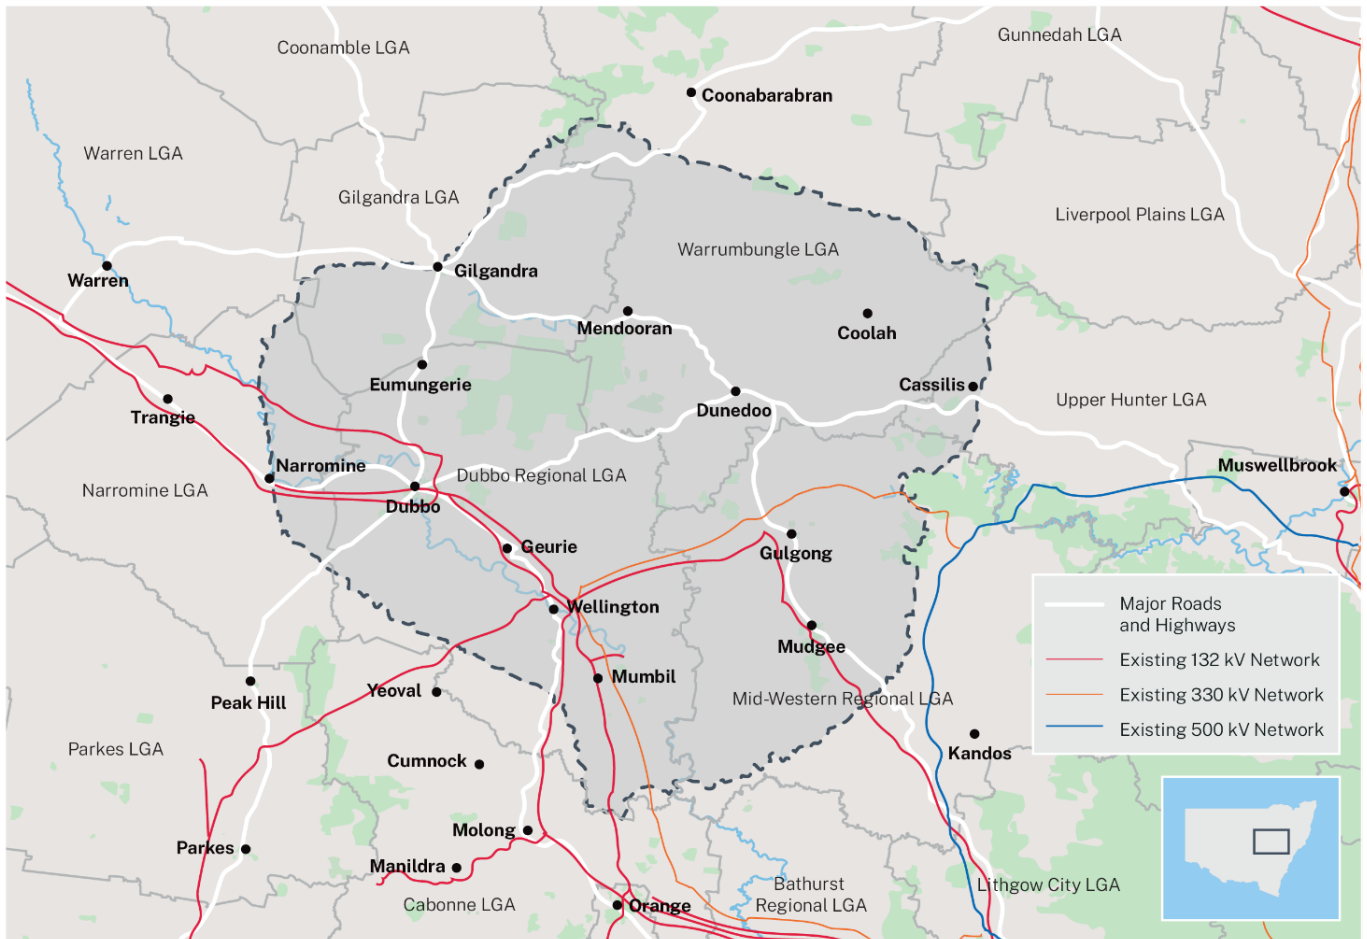 Coonamble LGA
Gunnedah LGA
Coonabarabran
Warren LGA
Gilgandra LGA
Liverpool Plains LGA
Warrumbungle LGA
Warren
Gilgandra
Mendooran
Coolah
Eumungerie
Cassilis
Trangie
Dunedoo
Upper Hunter LGA
Narromine
Dubbo Regional LGA
Muswellbrook
Narromine LGA
Dubbo
Geurie
Gulgong
Wellington
Mudgee
Mumbil
Yeoval
Peak Hill
Mid-Western Regional LGA
Parkes LGA
Cumnock
Kandos
Molong
Parkes
Manildra
Cabonne LGA
Orange
Bathurst
Regional LGA
Lithgow City LGA
Major Roads
and Highways
Existing 132 kV Network
Existing 330 kV Network
Existing 500 kV Network